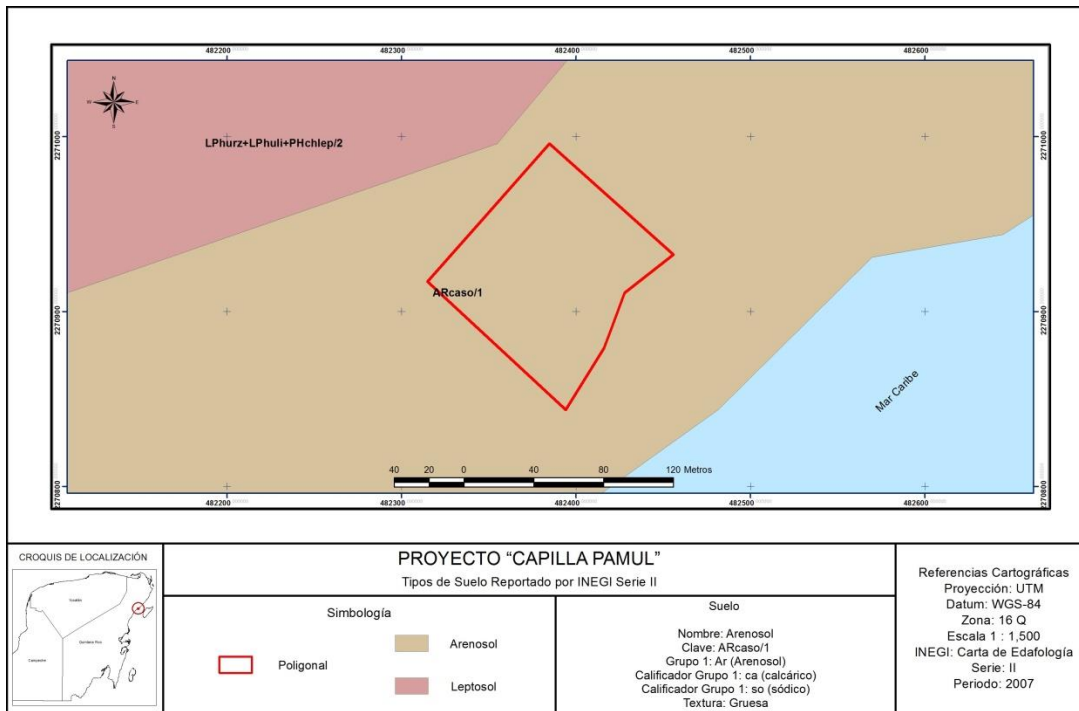 482200 482300 482400 482500 482600
N
W E
S
2271000 2271000
LPhurz+LPhuli+PHchlep/2
ARcaso/1
2270900 2270900
Mar Caribe
40 20 0 40 80 120 Metros
2270800 2270800
482200 482300 482400 482500 482600
CROQUIS DE LOCALIZACIÓN
Yucatán
Quintana Roo
Campeche
PROYECTO “CAPILLA PAMUL”
Tipos de Suelo Reportado por INEGI Serie II
Simbología
Poligonal
Arenosol
Leptosol
Suelo
Nombre: Arenosol
Clave: ARcaso/1
Grupo 1: Ar (Arenosol)
Calificador Grupo 1: ca (calcárico)
Calificador Grupo 1: so (sódico)
Textura: Gruesa
Referencias Cartográficas
Proyección: UTM
Datum: WGS-84
Zona: 16 Q
Escala 1 : 1,500
INEGI: Carta de Edafología
Serie: II
Periodo: 2007